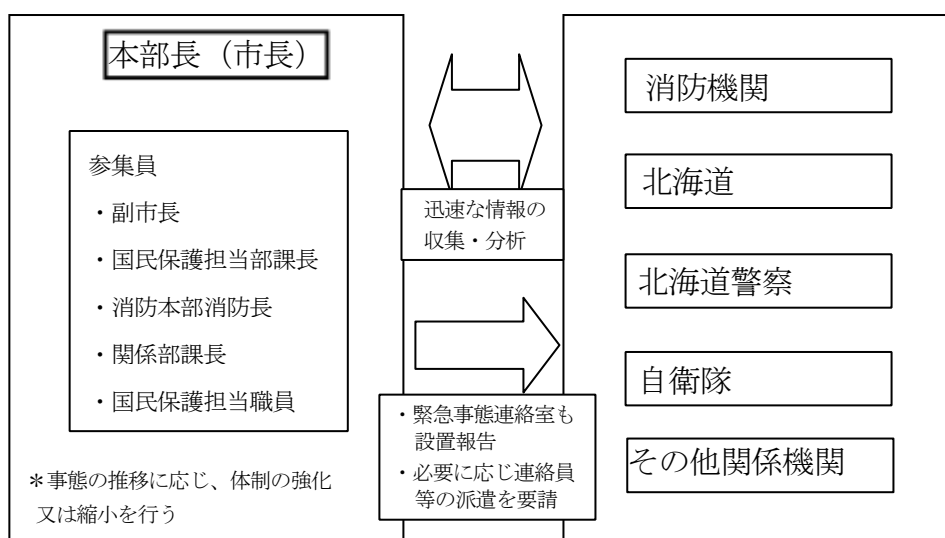 本部長（市長）
参集員
・副市長
・国民保護担当部課長
・消防本部消防長
・関係部課長
・国民保護担当職員
＊事態の推移に応じ、体制の強化
又は縮小を行う
迅速な情報の
収集・分析
・緊急事態連絡室も
設置報告
・必要に応じ連絡員
等の派遣を要請
消防機関
北海道
北海道警察
自衛隊
その他関係機関